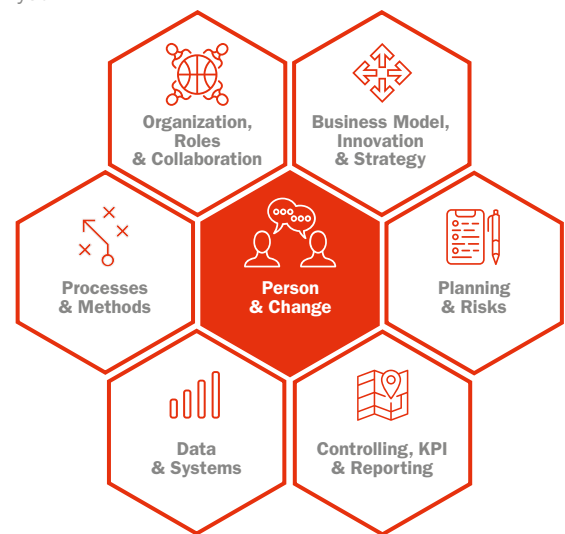 Organization,
Roles
& Collaboration
Business Model,
Innovation
& Strategy
Processes
& Methods
Person
& Change
Planning
& Risks
Data
& Systems
Controlling, KPI
& Reporting